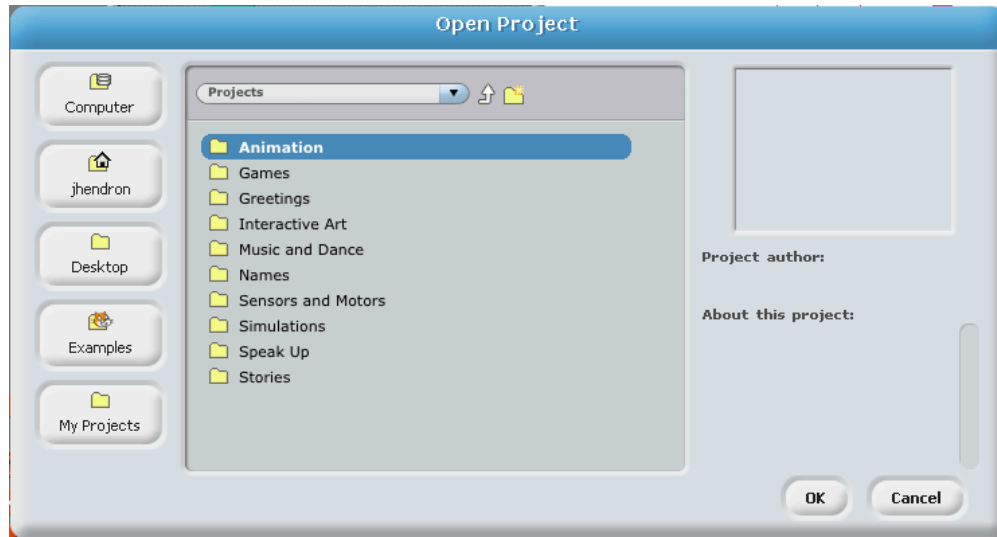 Open Project
Computer
jhendron
Desktop
Examples
My Projects
Projects
Animation
Games
Greetings
Interactive Art
Music and Dance
Names
Sensors and Motors
Simulations
Speak Up
Stories
Project author:
About this project:
OK
Cancel